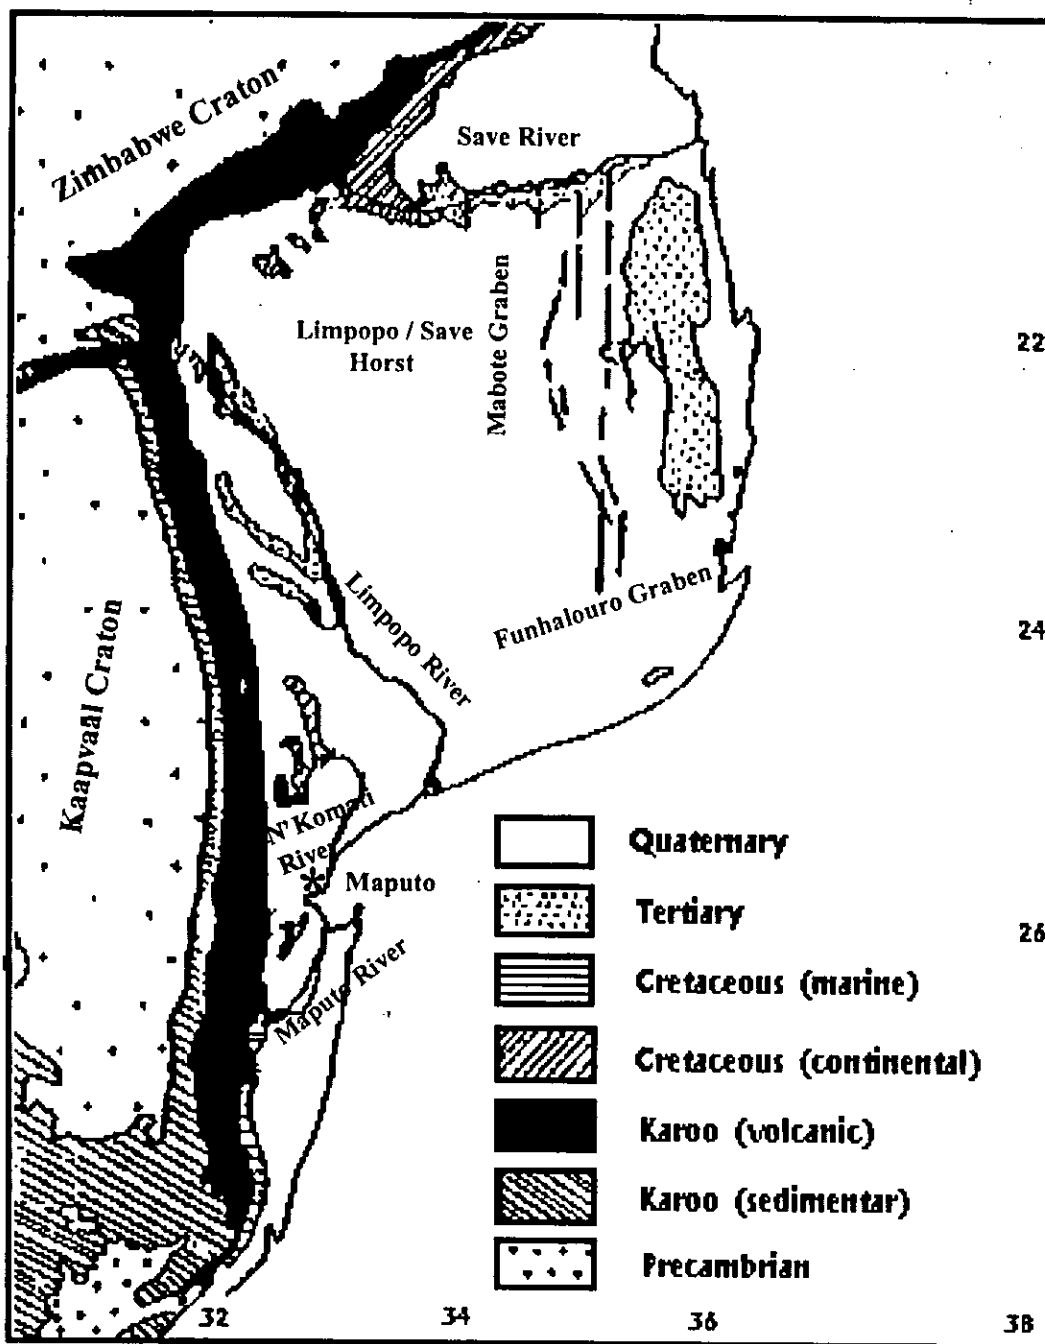 Zimbabwe Craton
Save River
Mabote Graben
Limpopo / Save
Horst
22
Limpopo River
Funhalouro Graben
24
Kaapvaal Craton
N'Komati
River
Maputo
Maputo River
26
Quaternary
Tertiary
Cretaceous (marine)
Cretaceous (continental)
Karoo (volcanic)
Karoo (sedimentar)
Precambrian
32
34
36
38